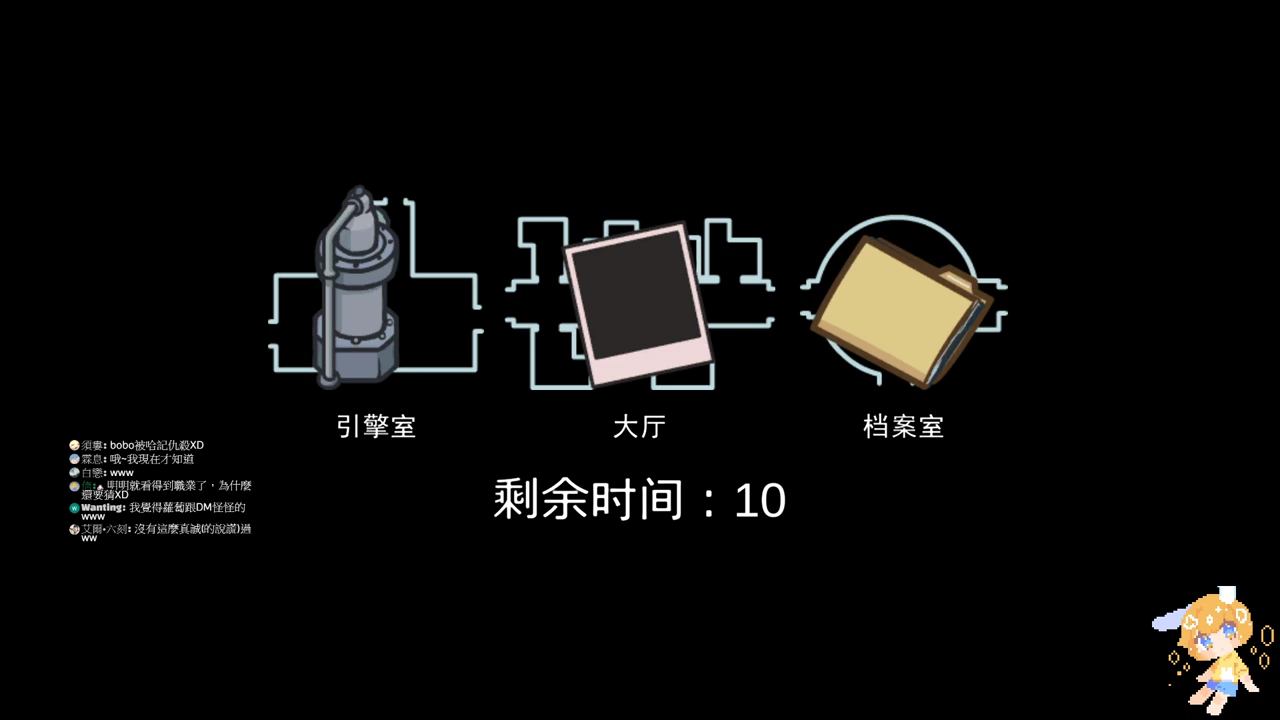 引擎室
大厅
档案室
剩余时间：10
須婁: bobo被哈記仇殺XD
霖息: 哦~我現在才知道
白戀: www
明明就看得到職業了，為什麼
還要猜XD
Wanting: 我覺得蘿蔔跟DM怪怪的
www
艾爾•六刻: 沒有這麼真誠(的說謊)過
ww